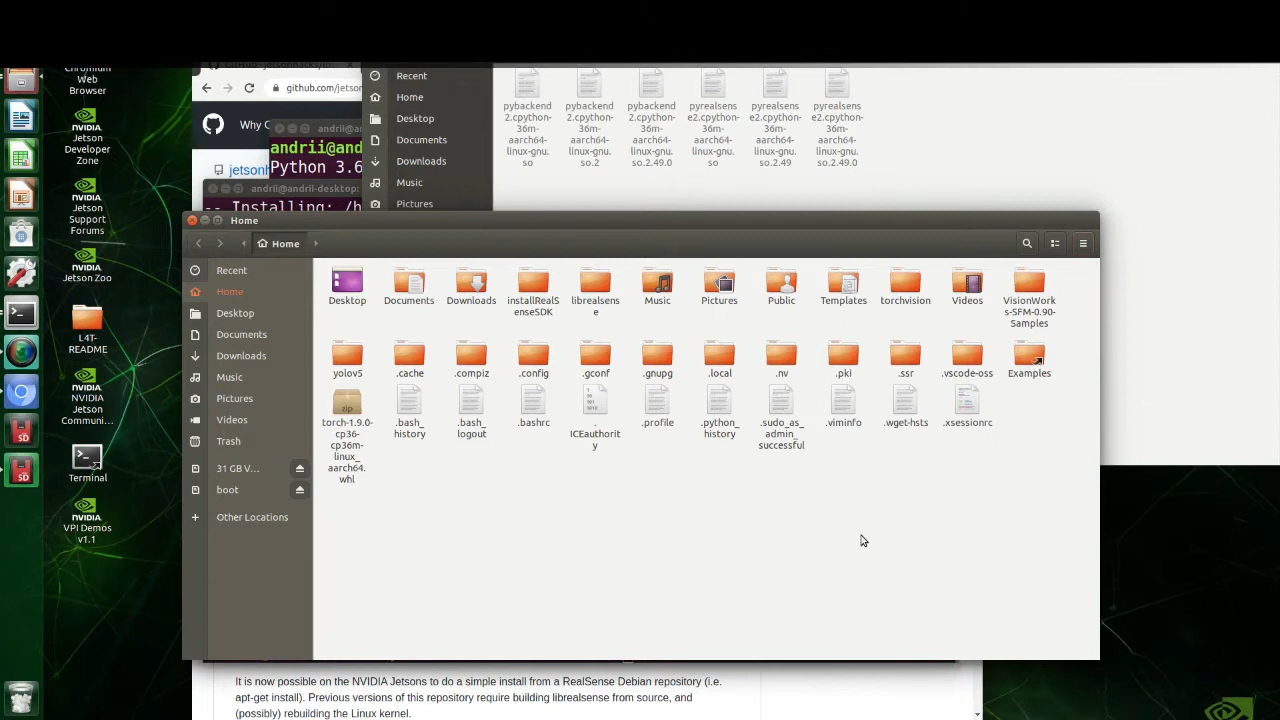 Chromium
Web
Browser
NVIDIA
Jetson
Developer
Zone
Jetson
Support
Forums
Jetson Zoo
L4T-
README
NVIDIA
Jetson
Communi...
Terminal
VPI Demos
v1.1
github.com/jetson
Why G
jetsonh
andrii@an
andrii@and
Python 3.6
andrii@andrii-desktop:
-- Installing: /h
Recent
Home
Desktop
Documents
Downloads
Music
Pictures
pybackend
2.cpython-
36m-
aarch64-
linux-gnu.
so
pybackend
2.cpython-
36m-
aarch64-
linux-gnu.
so.2
pybackend
2.cpython-
36m-
aarch64-
linux-gnu.
so.2.49.0
pyrealsens
e2.cpython-
36m-
aarch64-
linux-gnu.
so
pyrealsens
e2.cpython-
36m-
aarch64-
linux-gnu.
so.2.49
pyrealsens
e2.cpython-
36m-
aarch64-
linux-gnu.
so.2.49.0
Home
Home
Recent
Home
Desktop
Documents
Downloads
Music
Pictures
Videos
Trash
31 GB V...
boot
Other Locations
Desktop
Documents
Downloads
installRealS
enseSDK
librealsens
e
Music
Pictures
Public
Templates
torchvision
Videos
VisionWork
s-SFM-0.90-
Samples
yolov5
.cache
.compiz
.config
.gconf
.gnupg
.local
.nv
.pki
.ssr
.vscode-oss
Examples
zip
torch-1.9.0-
cp36-
cp36m-
linux_
aarch64.
whl
.bash_
history
.bash_
logout
.bashrc
.
ICEauthorit
y
.profile
.python_
history
.sudo_as_
admin_
successful
.viminfo
.wget-hsts
.xsessionrc
It is now possible on the NVIDIA Jetsons to do a simple install from a RealSense Debian repository (i.e.
apt-get install). Previous versions of this repository require building librealsense from source, and
(possibly) rebuilding the Linux kernel.